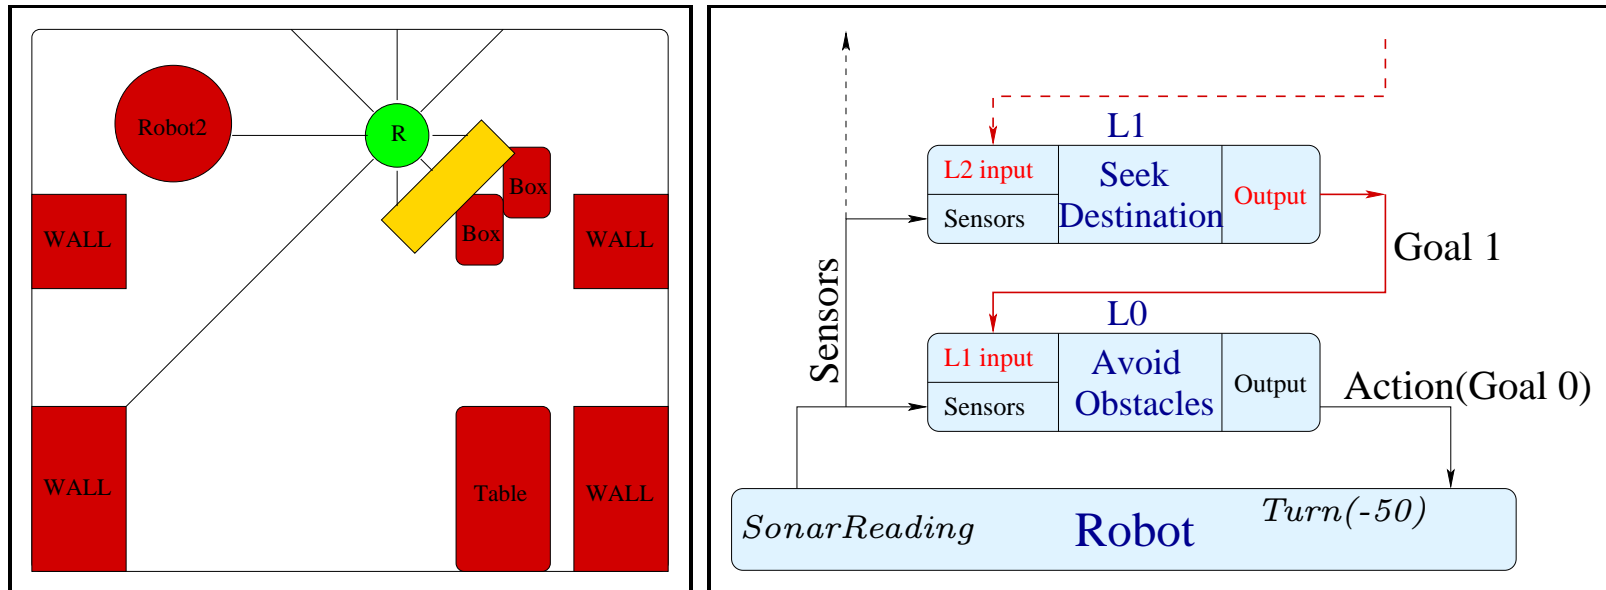 Robot2
R
Box
Box
WALL
WALL
WALL
Table
WALL
L1
L2 input
Sensors
Seek
Destination
Output
Goal 1
Sensors
L0
L1 input
Sensors
Avoid
Obstacles
Output
Action(Goal 0)
SonarReading
Robot
Turn(-50)